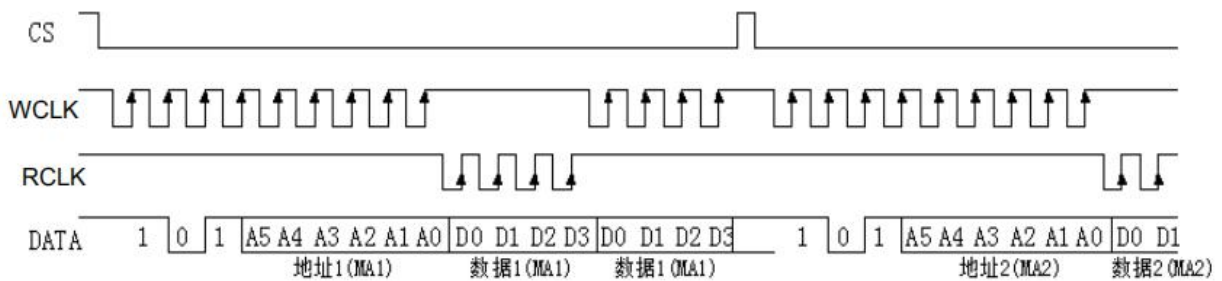 CS
WCLK
RCLK
DATA 1 0 1 A5 A4 A3 A2 A1 A0 D0 D1 D2 D3 D0 D1 D2 D3 1 0 1 A5 A4 A3 A2 A1 A0 D0 D1
地址1(MA1) 数据1(MA1) 数据1(MA1) 地址2(MA2) 数据2(MA2)